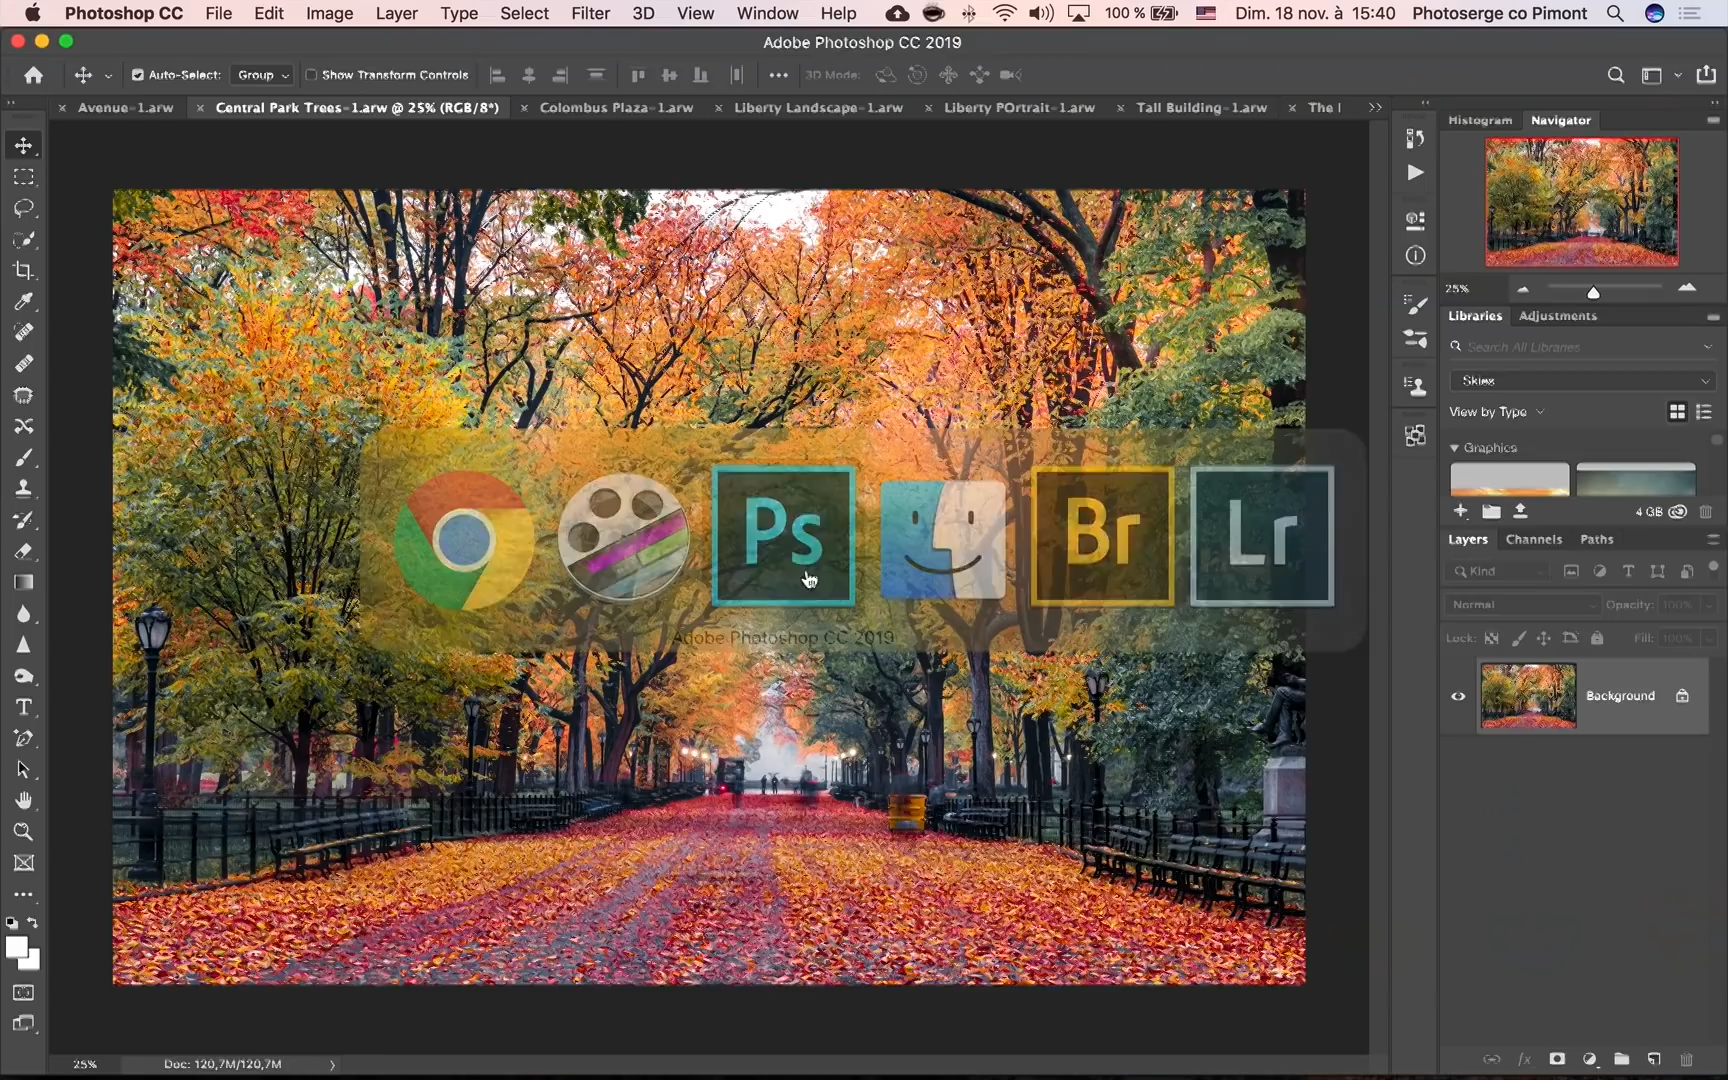 Photoshop CC File Edit Image Layer Type Select Filter 3D View Window Help 100 % Dim. 18 nov. à 15:40 Photoserge co Pimont
Adobe Photoshop CC 2019
Auto-Select: Group Show Transform Controls 3D Mode:
Avenue-1.arw Central Park Trees-1.arw @ 25% (RGB/8*) Colombus Plaza-1.arw Liberty Landscape-1.arw Liberty POrtrait-1.arw Tall Building-1.arw The
Histogram Navigator
25%
Libraries Adjustments
Search All Libraries
Skies
View by Type
Graphics
4 GB
Layers Channels Paths
Kind
Normal Opacity: 100%
Lock: Fill: 100%
Background
Ps Br Lr
Adobe Photoshop CC 2019
25% Doc: 120,7M/120,7M